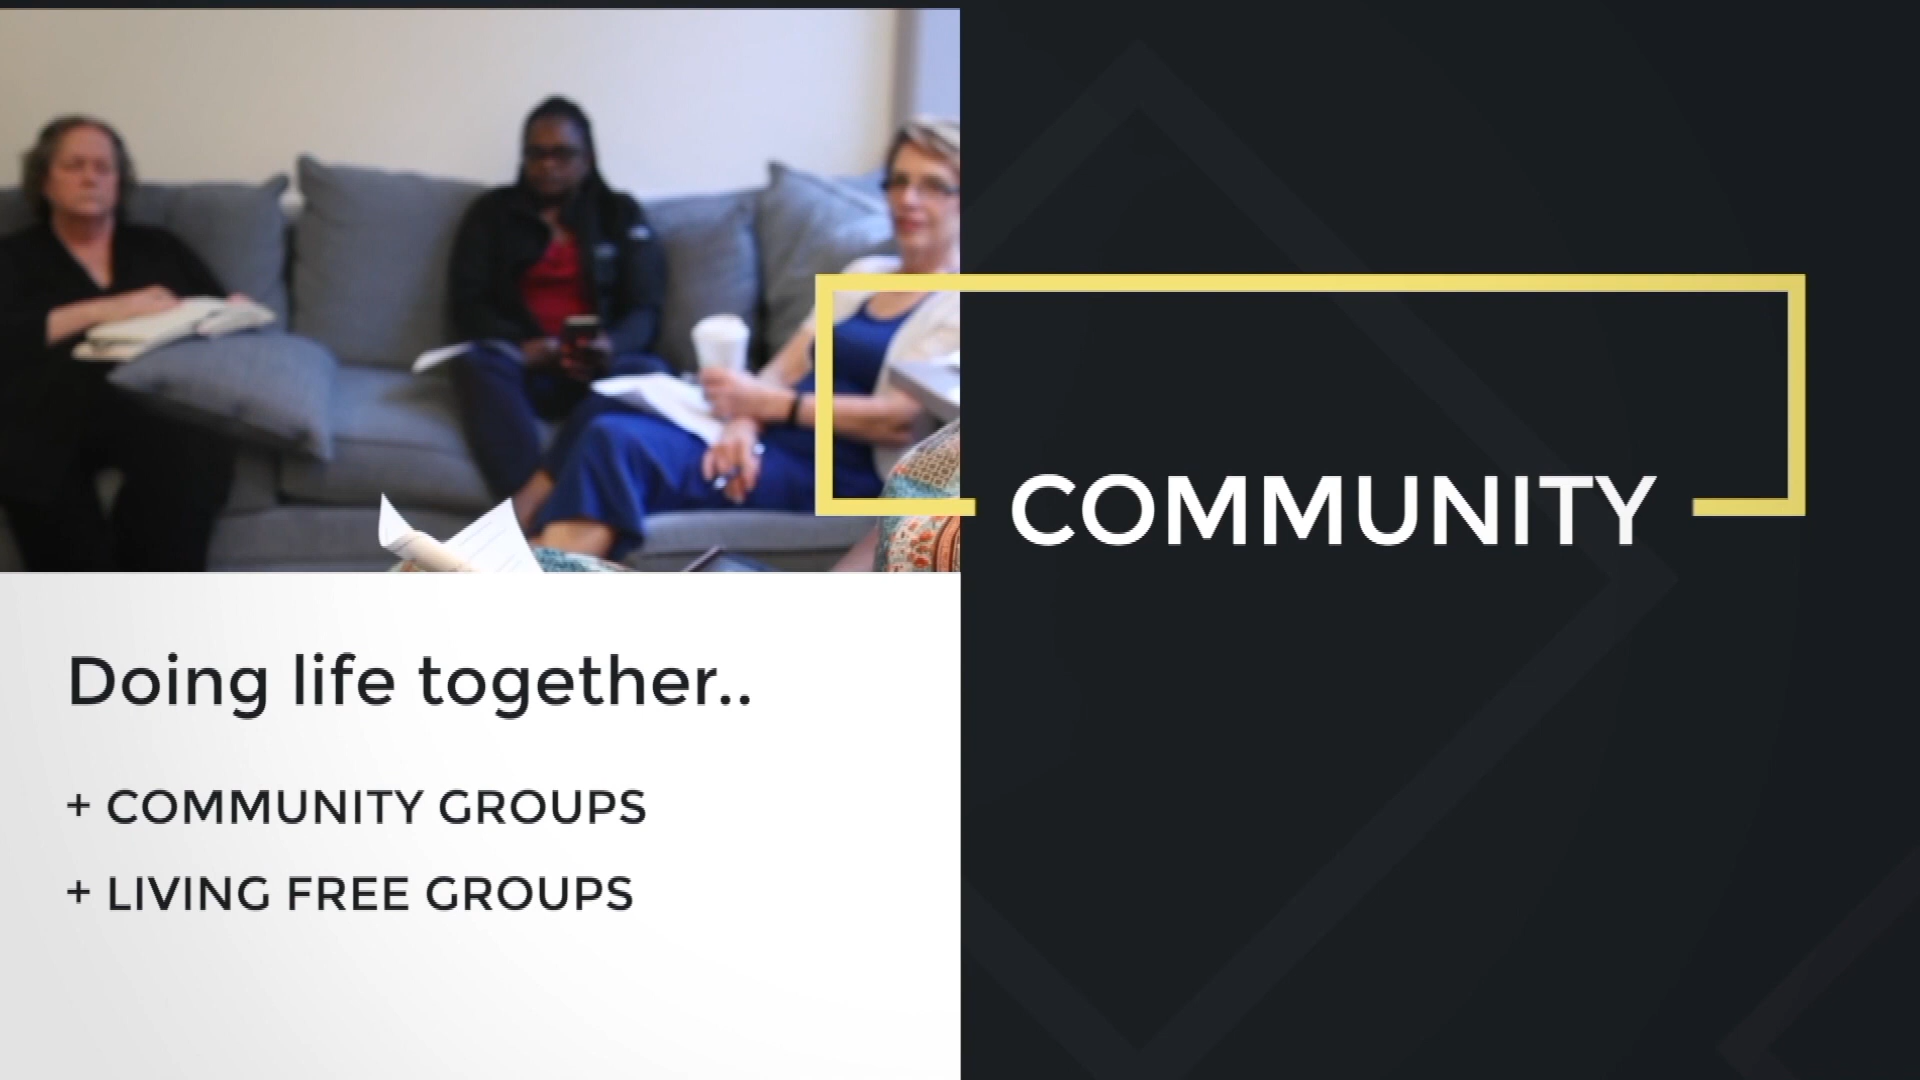 COMMUNITY
Doing life together..
+ COMMUNITY GROUPS
+ LIVING FREE GROUPS